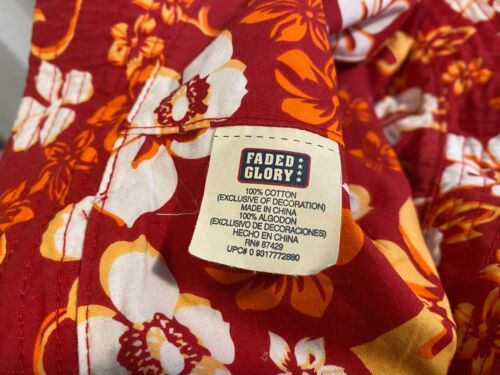 FADED
GLORY
100% COTTON
(EXCLUSIVE OF DECORATION)
MADE IN CHINA
100% ALGODON
(EXCLUSIVO DE DECORACIONES)
HECHO EN CHINA
RN# 87429
UPC# 0 9317772880